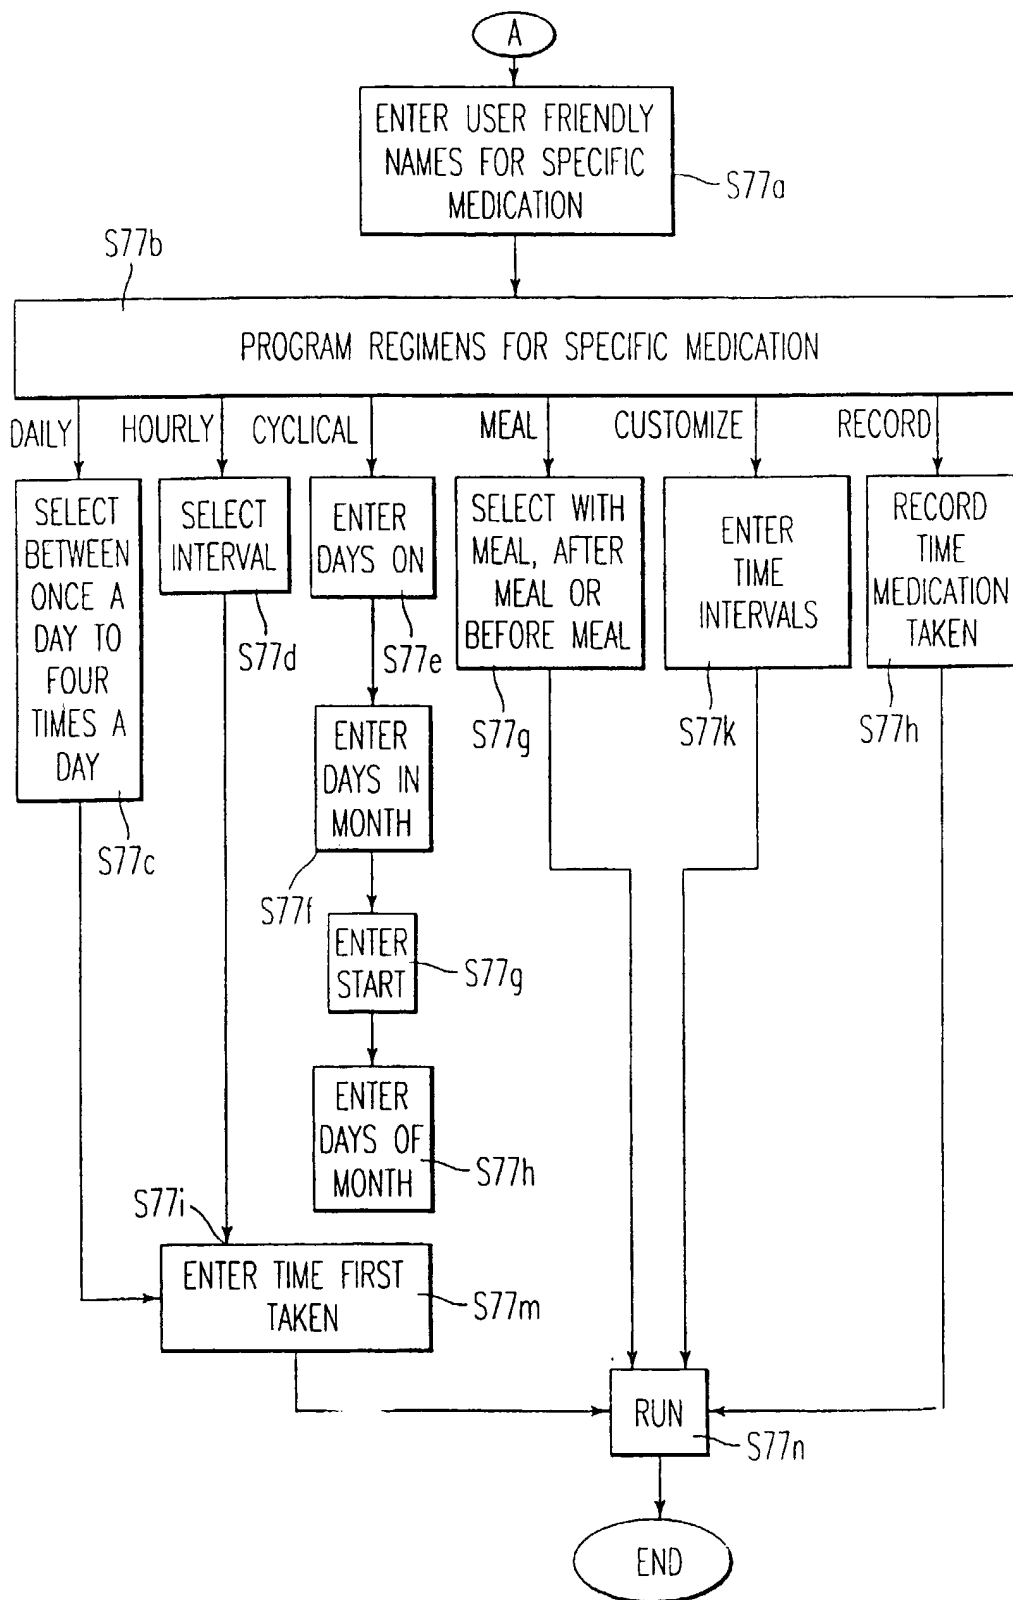 A
ENTER USER FRIENDLY
NAMES FOR SPECIFIC
MEDICATION
S77a
S77b
PROGRAM REGIMENS FOR SPECIFIC MEDICATION
DAILY
HOURLY
CYCLICAL
MEAL
CUSTOMIZE
RECORD
SELECT
BETWEEN
ONCE A
DAY TO
FOUR
TIMES A
DAY
S77c
SELECT
INTERVAL
S77d
ENTER
DAYS ON
S77e
SELECT WITH
MEAL, AFTER
MEAL OR
BEFORE MEAL
S77g
ENTER
TIME
INTERVALS
S77k
RECORD
TIME
MEDICATION
TAKEN
S77h
ENTER
DAYS IN
MONTH
S77f
ENTER
START
S77g
ENTER
DAYS OF
MONTH
S77h
S77i
ENTER TIME FIRST
TAKEN
S77m
RUN
S77n
END